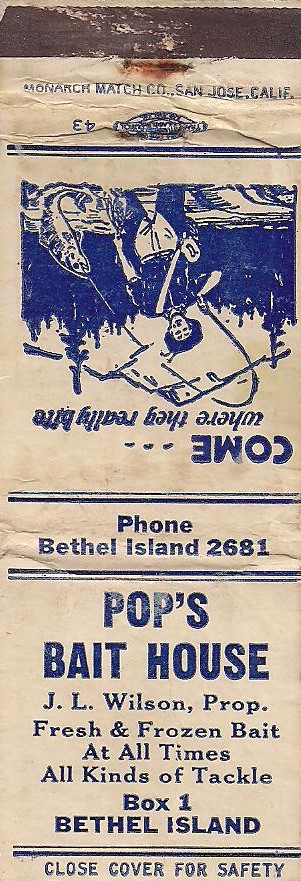 MONARCH MATCH CO., SAN JOSE, CALIF.
43
COME ----
where they really bite
Phone
Bethel Island 2681
POP'S
BAIT HOUSE
J. L. Wilson, Prop.
Fresh & Frozen Bait
At All Times
All Kinds of Tackle
Box 1
BETHEL ISLAND
CLOSE COVER FOR SAFETY